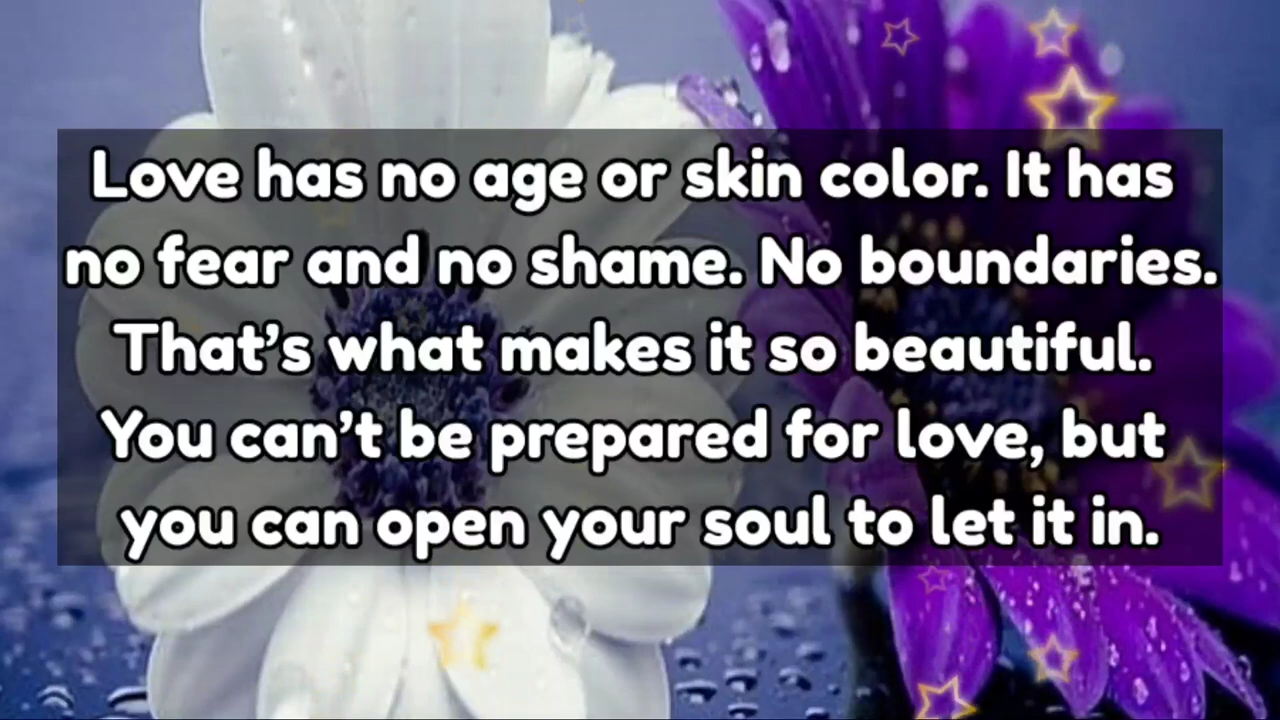 Love has no age or skin color. It has
no fear and no shame. No boundaries.
That’s what makes it so beautiful.
You can’t be prepared for love, but
you can open your soul to let it in.